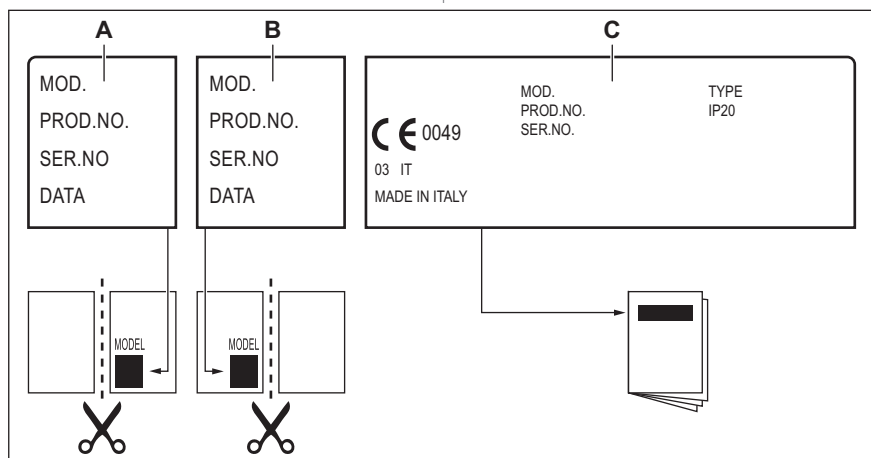 A
B
C
MOD.
PROD.NO.
SER.NO
DATA
MOD.
PROD.NO.
SER.NO
DATA
MOD.
PROD.NO.
SER.NO.
TYPE
IP20
CE 0049
03 IT
MADE IN ITALY
MODEL
MODEL